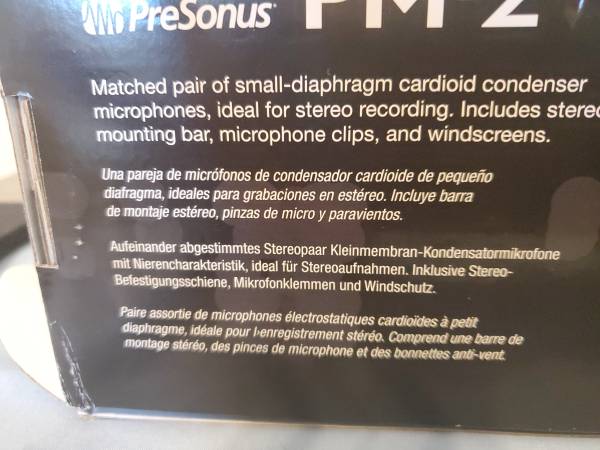 PreSonus PM-2
Matched pair of small-diaphragm cardioid condenser
microphones, ideal for stereo recording. Includes stereo
mounting bar, microphone clips, and windscreens.
Una pareja de micrófonos de condensador cardioide de pequeño
diafragma, ideales para grabaciones en estéreo. Incluye barra
de montaje estéreo, pinzas de micro y paravientos.
Aufeinander abgestimmtes Stereopaar Kleinmembran-Kondensatormikrofone
mit Nierencharakteristik, ideal für Stereoaufnahmen. Inklusive Stereo-
Befestigungsschiene, Mikrofonklemmen und Windschutz.
Paire assortie de microphones électrostatiques cardioïdes à petit
diaphragme, idéale pour l›enregistrement stéréo. Comprend une barre de
montage stéréo, des pinces de microphone et des bonnettes anti-vent.